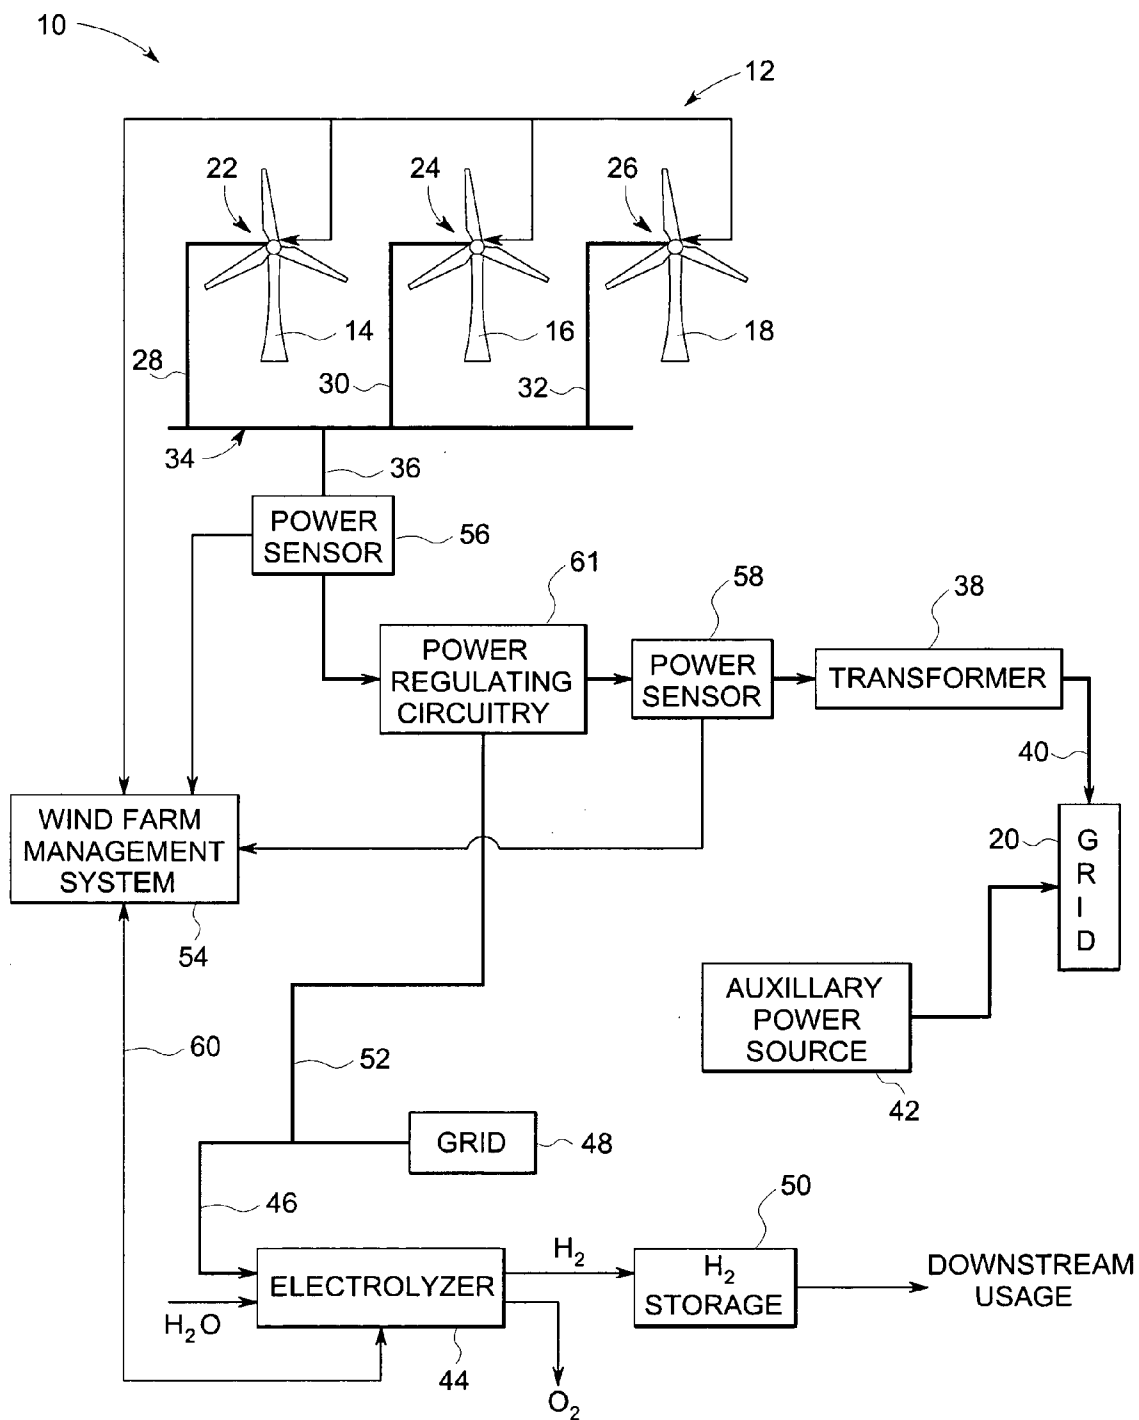 10
12
22
24
26
14
16
18
28
30
32
34
36
POWER
SENSOR
56
61
58
38
POWER
REGULATING
CIRCUITRY
POWER
SENSOR
TRANSFORMER
40
WIND FARM
MANAGEMENT
SYSTEM
54
20
G
R
I
D
AUXILLARY
POWER
SOURCE
42
60
52
GRID
48
46
50
H2
ELECTROLYZER
H2
STORAGE
DOWNSTREAM
USAGE
H2O
44
O2